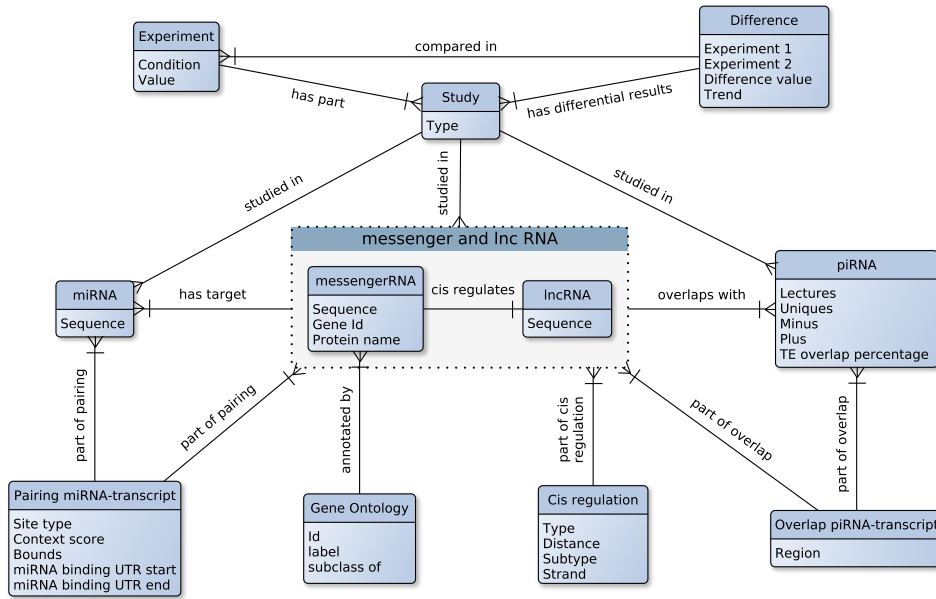 Difference
Experiment 1
Experiment 2
Difference value
Trend
Experiment
Condition
Value
compared in
has part
has differential results
Study
Type
studied in
studied in
studied in
messenger and lnc RNA
miRNA
Sequence
has target
messengerRNA
Sequence
Gene Id
Protein name
cis regulates
lncRNA
Sequence
overlaps with
piRNA
Lectures
Uniques
Minus
Plus
TE overlap percentage
part of pairing
part of pairing
annotated by
part of cis
regulation
part of overlap
part of overlap
Pairing miRNA-transcript
Site type
Context score
Bounds
miRNA binding UTR start
miRNA binding UTR end
Gene Ontology
Id
label
subclass of
Cis regulation
Type
Distance
Subtype
Strand
Overlap piRNA-transcript
Region